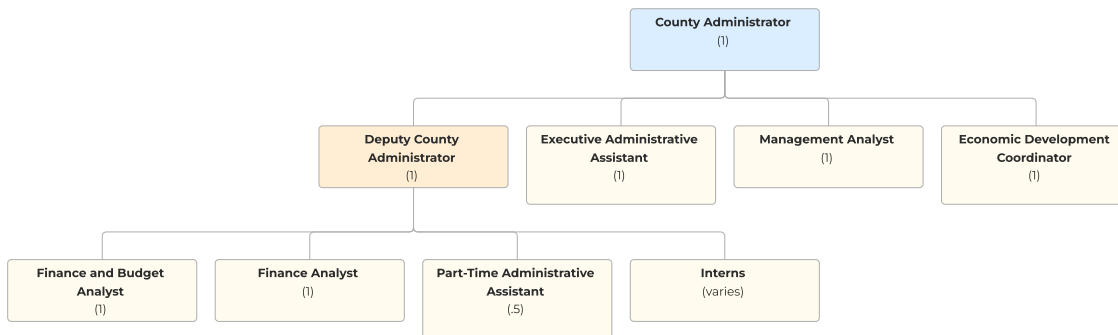 County Administrator
(1)
Deputy County
Administrator
(1)
Executive Administrative
Assistant
(1)
Management Analyst
(1)
Economic Development
Coordinator
(1)
Finance and Budget
Analyst
(1)
Finance Analyst
(1)
Part-Time Administrative
Assistant
(.5)
Interns
(varies)